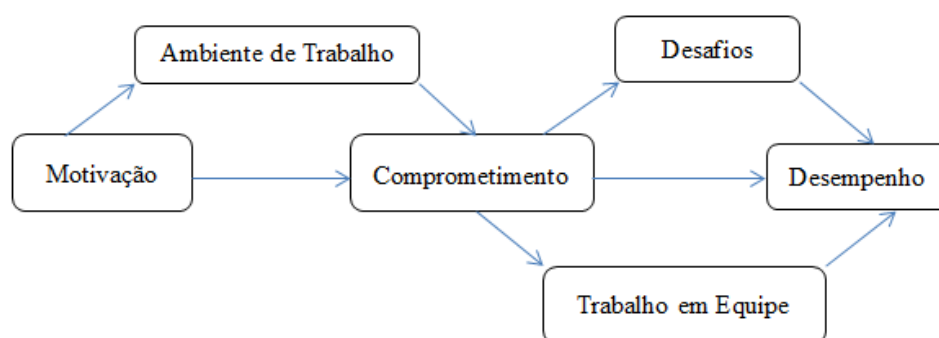 Ambiente de Trabalho
Desafios
Motivação
Comprometimento
Desempenho
Trabalho em Equipe